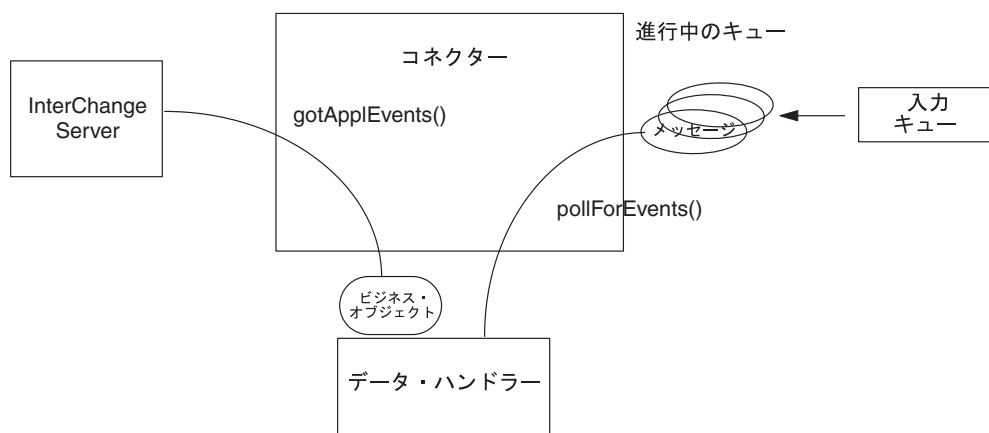 進行中のキュー
コネクター
InterChange
Server
gotApplEvents()
メッセージ
入力
キュー
pollForEvents()
ビジネス・
オブジェクト
データ・ハンドラー